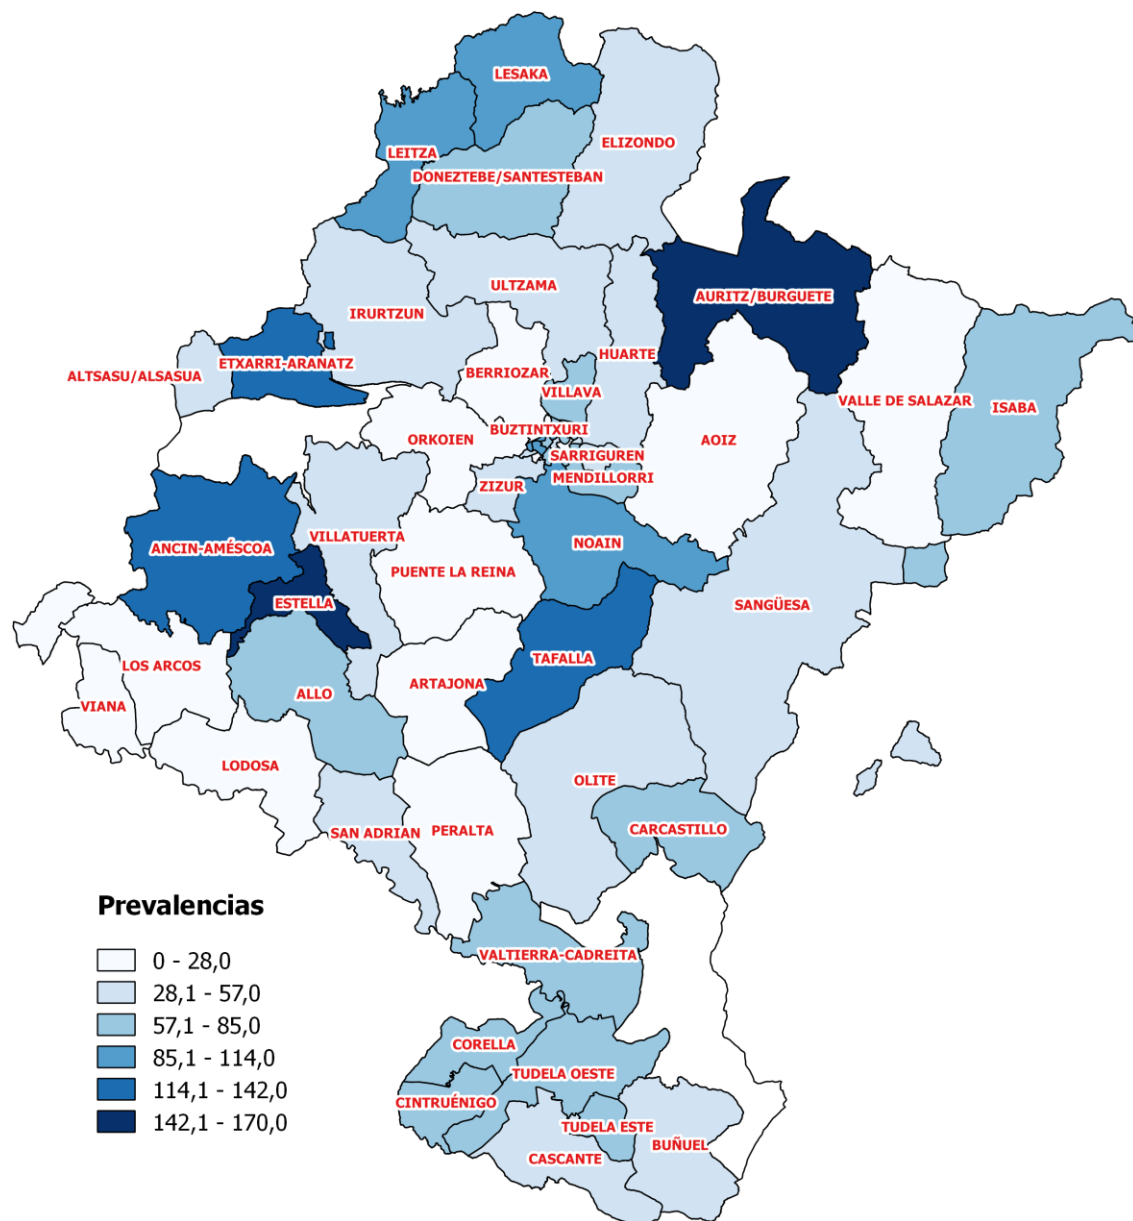 LESAKA
ELIZONDO
LEITZA
DONEZTEBE/SANTESTEBAN
ULTZAMA
AURITZ/BURGUETE
IRURTZUN
HUARTE
ETXARRI-ARANATZ
BERRIOZAR
ALTSASU/ALSASUA
VILLAVA
VALLE DE SALAZAR
ISABA
BUZTINTXURI
ORKOIEN
AOIZ
SARRIGUREN
MENDILLORRI
ZIZUR
VILLATUERTA
NOAIN
ANCIN-AMÉSCOA
PUENTE LA REINA
ESTELLA
SANGÜESA
TAFALLA
LOS ARCOS
ARTAJONA
ALLO
VIANA
LODOSA
OLITE
SAN ADRIAN
PERALTA
CARCASTILLO
VALTIERRA-CADREITA
CORELLA
TUDELA OESTE
CINTRUÉNIGO
TUDELA ESTE
BUÑUEL
CASCANTE
Prevalencias
0 - 28,0
28,1 - 57,0
57,1 - 85,0
85,1 - 114,0
114,1 - 142,0
142,1 - 170,0